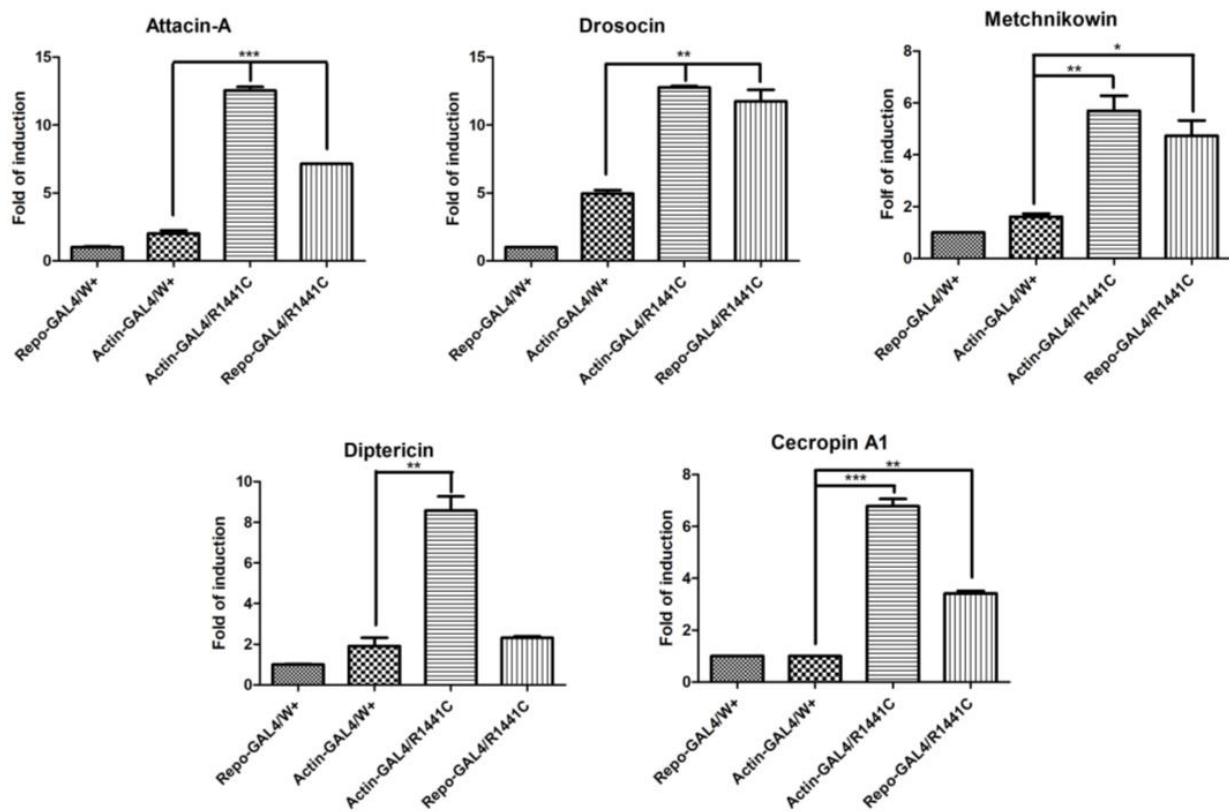 Attacin-A
***
Fold of induction
15
10
5
0
Repo-GAL4/W+
Actin-GAL4/W+
Actin-GAL4/R1441C
Repo-GAL4/R1441C
Drosocin
**
Fold of induction
15
10
5
0
Repo-GAL4/W+
Actin-GAL4/W+
Actin-GAL4/R1441C
Repo-GAL4/R1441C
Metchnikowin
*
**
Folf of induction
8
6
4
2
0
Repo-GAL4/W+
Actin-GAL4/W+
Actin-GAL4/R1441C
Repo-GAL4/R1441C
Diptericin
**
Fold of induction
10
8
6
4
2
0
Repo-GAL4/W+
Actin-GAL4/W+
Actin-GAL4/R1441C
Repo-GAL4/R1441C
Cecropin A1
**
***
Fold of induction
8
6
4
2
0
Repo-GAL4/W+
Actin-GAL4/W+
Actin-GAL4/R1441C
Repo-GAL4/R1441C